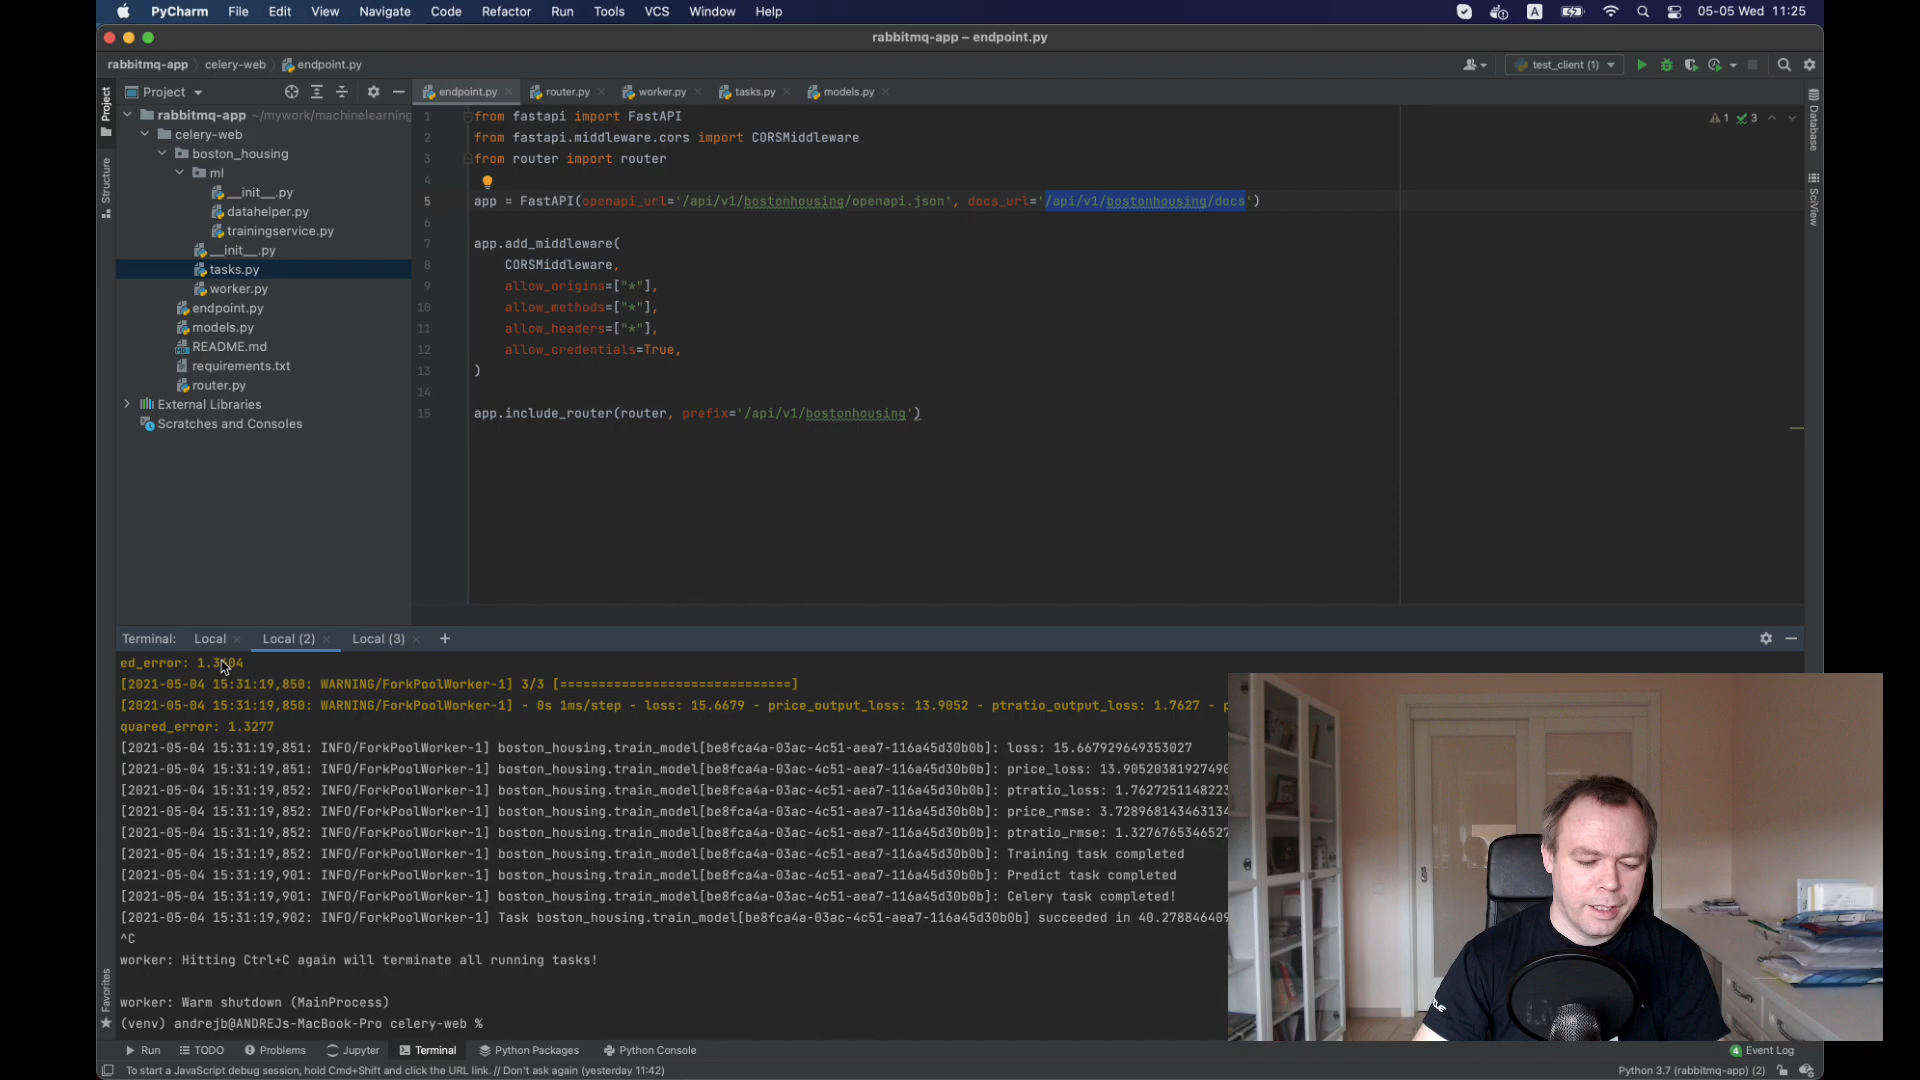 PyCharm File Edit View Navigate Code Refactor Run Tools VCS Window Help
A
05-05 Wed 11:25
rabbitmq-app – endpoint.py
rabbitmq-app celery-web endpoint.py
test_client (1)
Project
endpoint.py router.py worker.py tasks.py models.py
Project
Structure
Favorites
Database
SciView
rabbitmq-app ~/mywork/machinelearning
celery-web
boston_housing
ml
__init__.py
datahelper.py
trainingservice.py
__init__.py
tasks.py
worker.py
endpoint.py
models.py
README.md
requirements.txt
router.py
External Libraries
Scratches and Consoles
1 3
1 from fastapi import FastAPI
2 from fastapi.middleware.cors import CORSMiddleware
3 from router import router
4
5 app = FastAPI(openapi_url='/api/v1/bostonhousing/openapi.json', docs_url='/api/v1/bostonhousing/docs')
6
7 app.add_middleware(
8 CORSMiddleware,
9 allow_origins=["*"],
10 allow_methods=["*"],
11 allow_headers=["*"],
12 allow_credentials=True,
13 )
14
15 app.include_router(router, prefix='/api/v1/bostonhousing')
Terminal: Local Local (2) Local (3) +
ed_error:
[2021-05-04 15:31:19,850: WARNING/ForkPoolWorker-1] 3/3 [==============================]
[2021-05-04 15:31:19,850: WARNING/ForkPoolWorker-1] - 0s 1ms/step - loss: 15.6679 - price_output_loss: 13.9052 - ptratio_output_loss: 1.7627 - p
quared_error: 1.3277
[2021-05-04 15:31:19,851: INFO/ForkPoolWorker-1] boston_housing.train_model[be8fca4a-03ac-4c51-aea7-116a45d30b0b]: loss: 15.667929649353027
[2021-05-04 15:31:19,851: INFO/ForkPoolWorker-1] boston_housing.train_model[be8fca4a-03ac-4c51-aea7-116a45d30b0b]: price_loss: 13.90520381927490
[2021-05-04 15:31:19,852: INFO/ForkPoolWorker-1] boston_housing.train_model[be8fca4a-03ac-4c51-aea7-116a45d30b0b]: ptratio_loss: 1.7627251148223
[2021-05-04 15:31:19,852: INFO/ForkPoolWorker-1] boston_housing.train_model[be8fca4a-03ac-4c51-aea7-116a45d30b0b]: price_rmse: 3.728968143463134
[2021-05-04 15:31:19,852: INFO/ForkPoolWorker-1] boston_housing.train_model[be8fca4a-03ac-4c51-aea7-116a45d30b0b]: ptratio_rmse: 1.3276765346527
[2021-05-04 15:31:19,852: INFO/ForkPoolWorker-1] boston_housing.train_model[be8fca4a-03ac-4c51-aea7-116a45d30b0b]: Training task completed
[2021-05-04 15:31:19,901: INFO/ForkPoolWorker-1] boston_housing.train_model[be8fca4a-03ac-4c51-aea7-116a45d30b0b]: Predict task completed
[2021-05-04 15:31:19,901: INFO/ForkPoolWorker-1] boston_housing.train_model[be8fca4a-03ac-4c51-aea7-116a45d30b0b]: Celery task completed!
[2021-05-04 15:31:19,902: INFO/ForkPoolWorker-1] Task boston_housing.train_model[be8fca4a-03ac-4c51-aea7-116a45d30b0b] succeeded in 40.278846409
^C
worker: Hitting Ctrl+C again will terminate all running tasks!
worker: Warm shutdown (MainProcess)
(venv) andrejb@ANDREJs-MacBook-Pro celery-web %
Run TODO Problems Jupyter Terminal Python Packages Python Console
4 Event Log
To start a JavaScript debug session, hold Cmd+Shift and click the URL link. // Don't ask again (yesterday 11:42)
Python 3.7 (rabbitmq-app) (2)